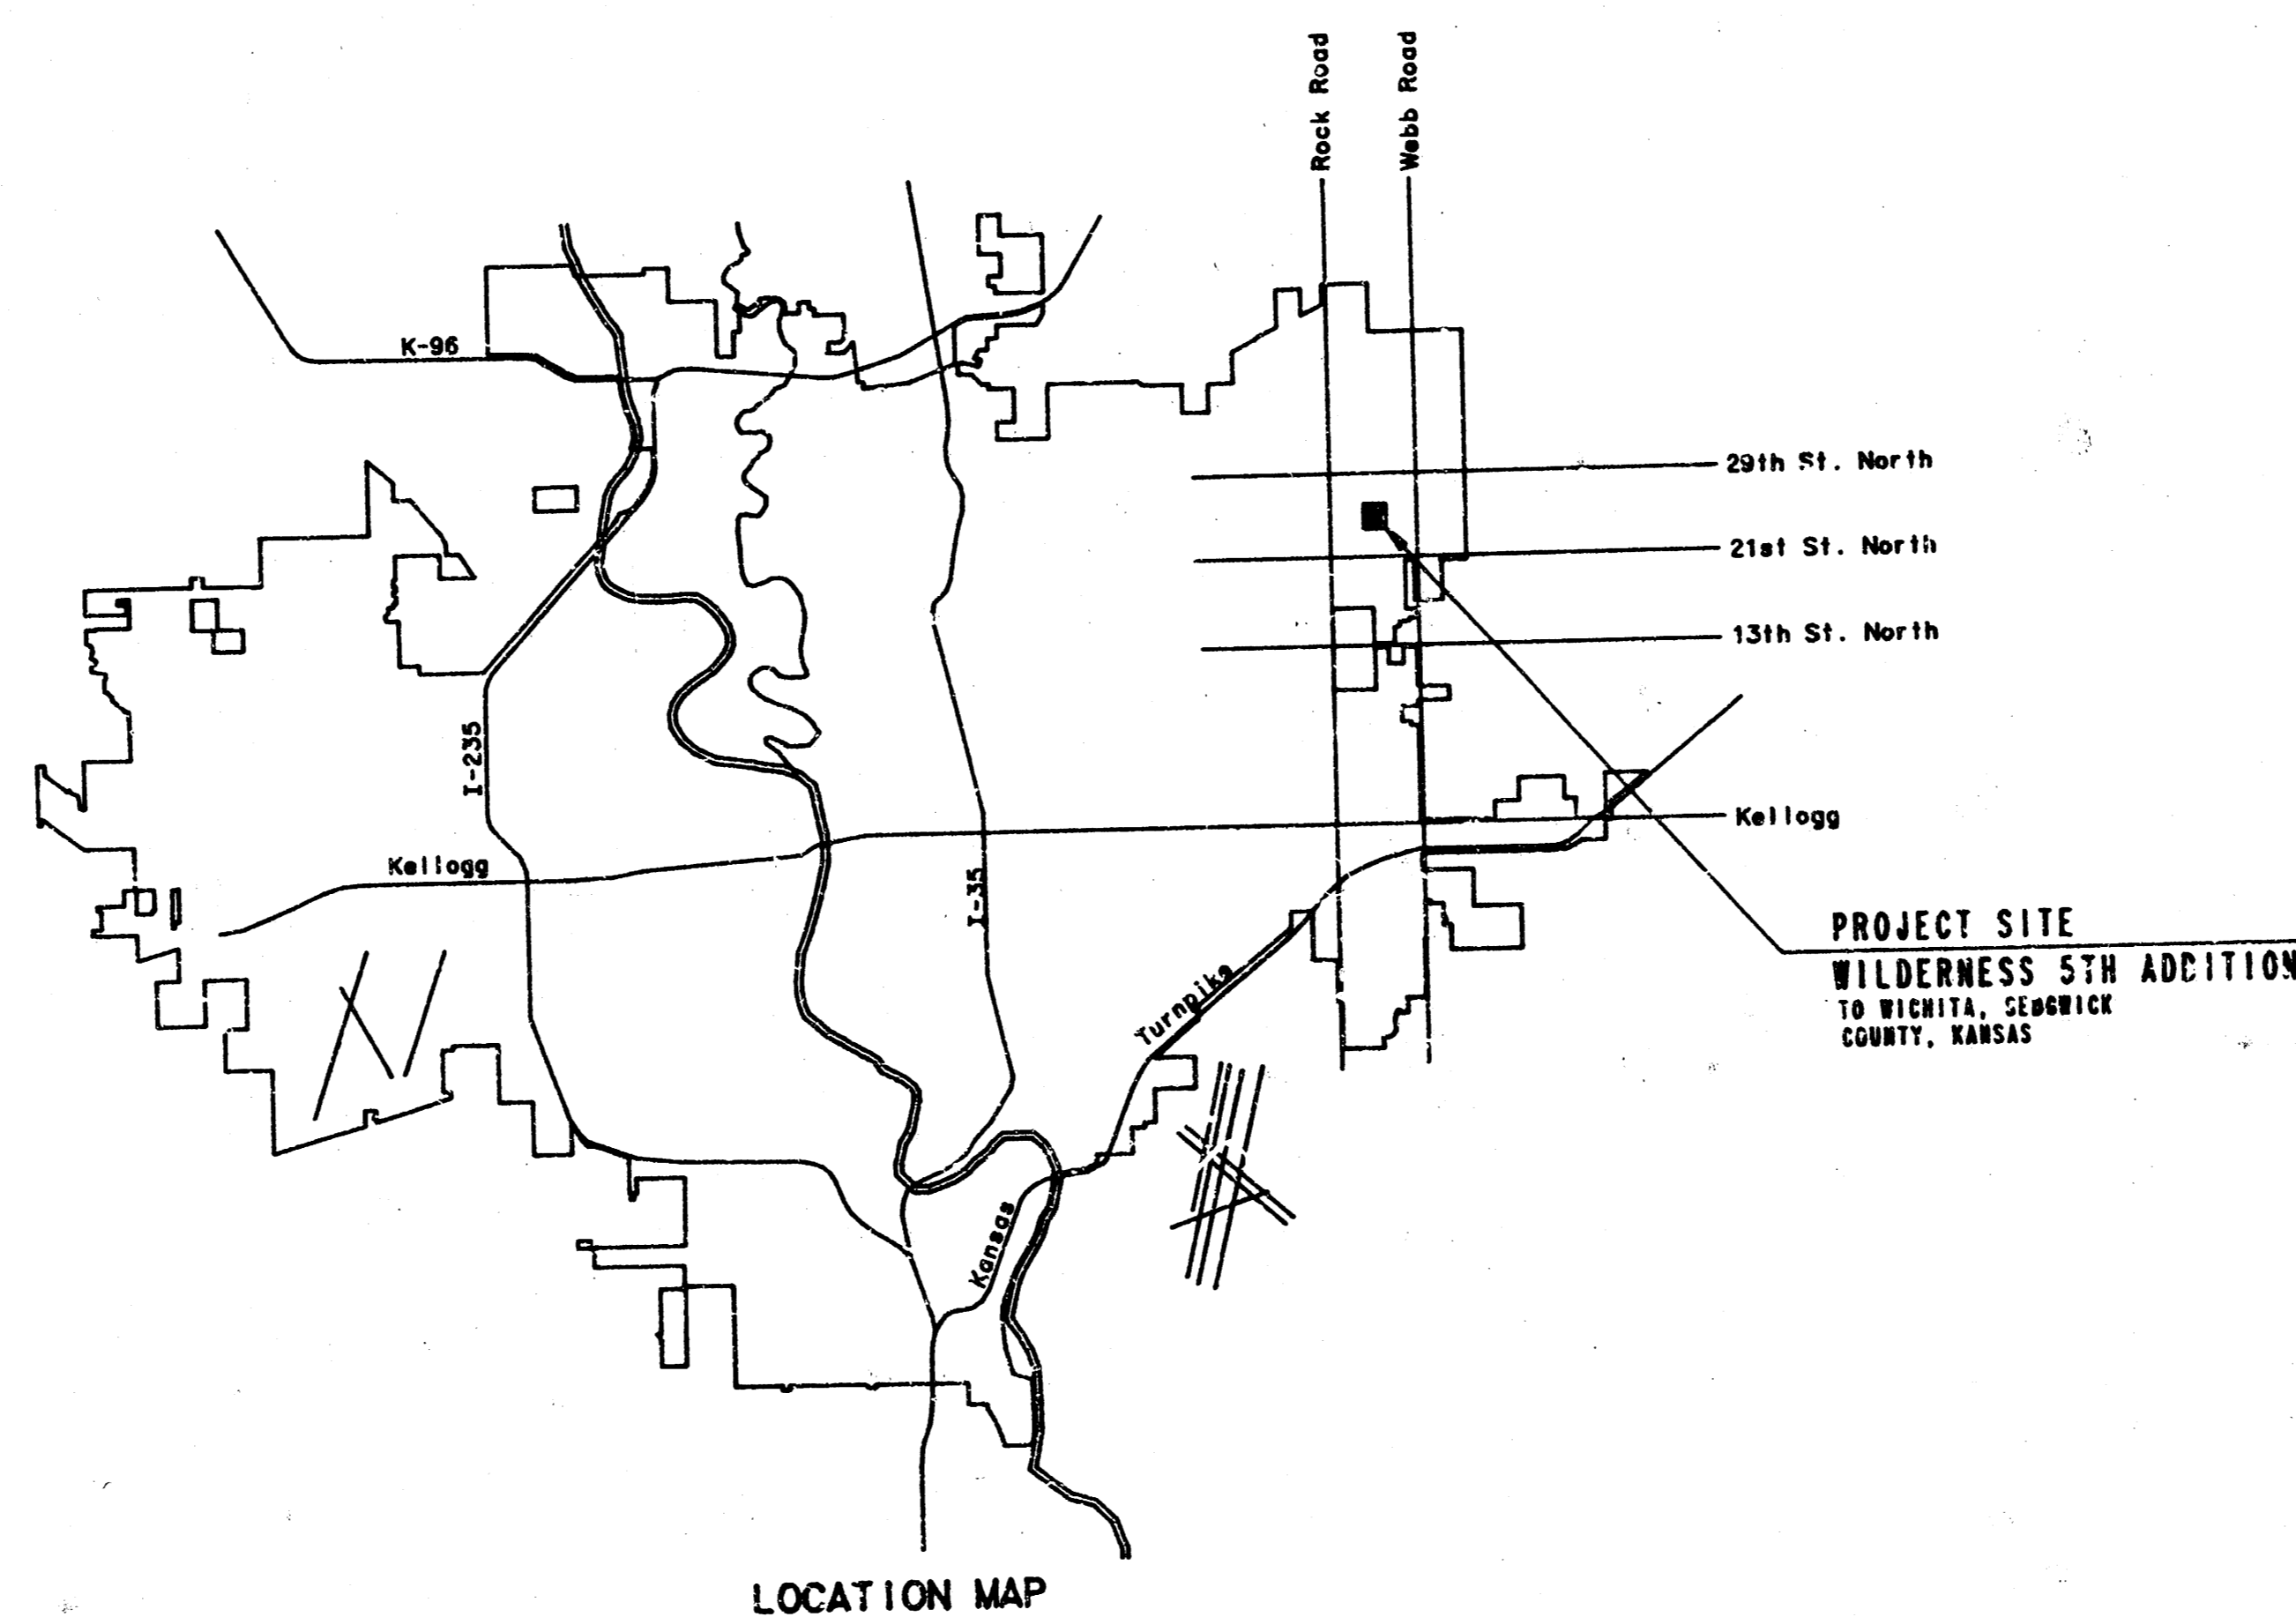 Rock Road
Webb Road
K-96
29th St. North
21st St. North
13th St. North
I-235
Kellogg
Kellogg
I-35
PROJECT SITE
WILDERNESS 5TH ADDITION
TO WICHITA, SEDGWICK
COUNTY, KANSAS
Turnpike
Kansas
LOCATION MAP